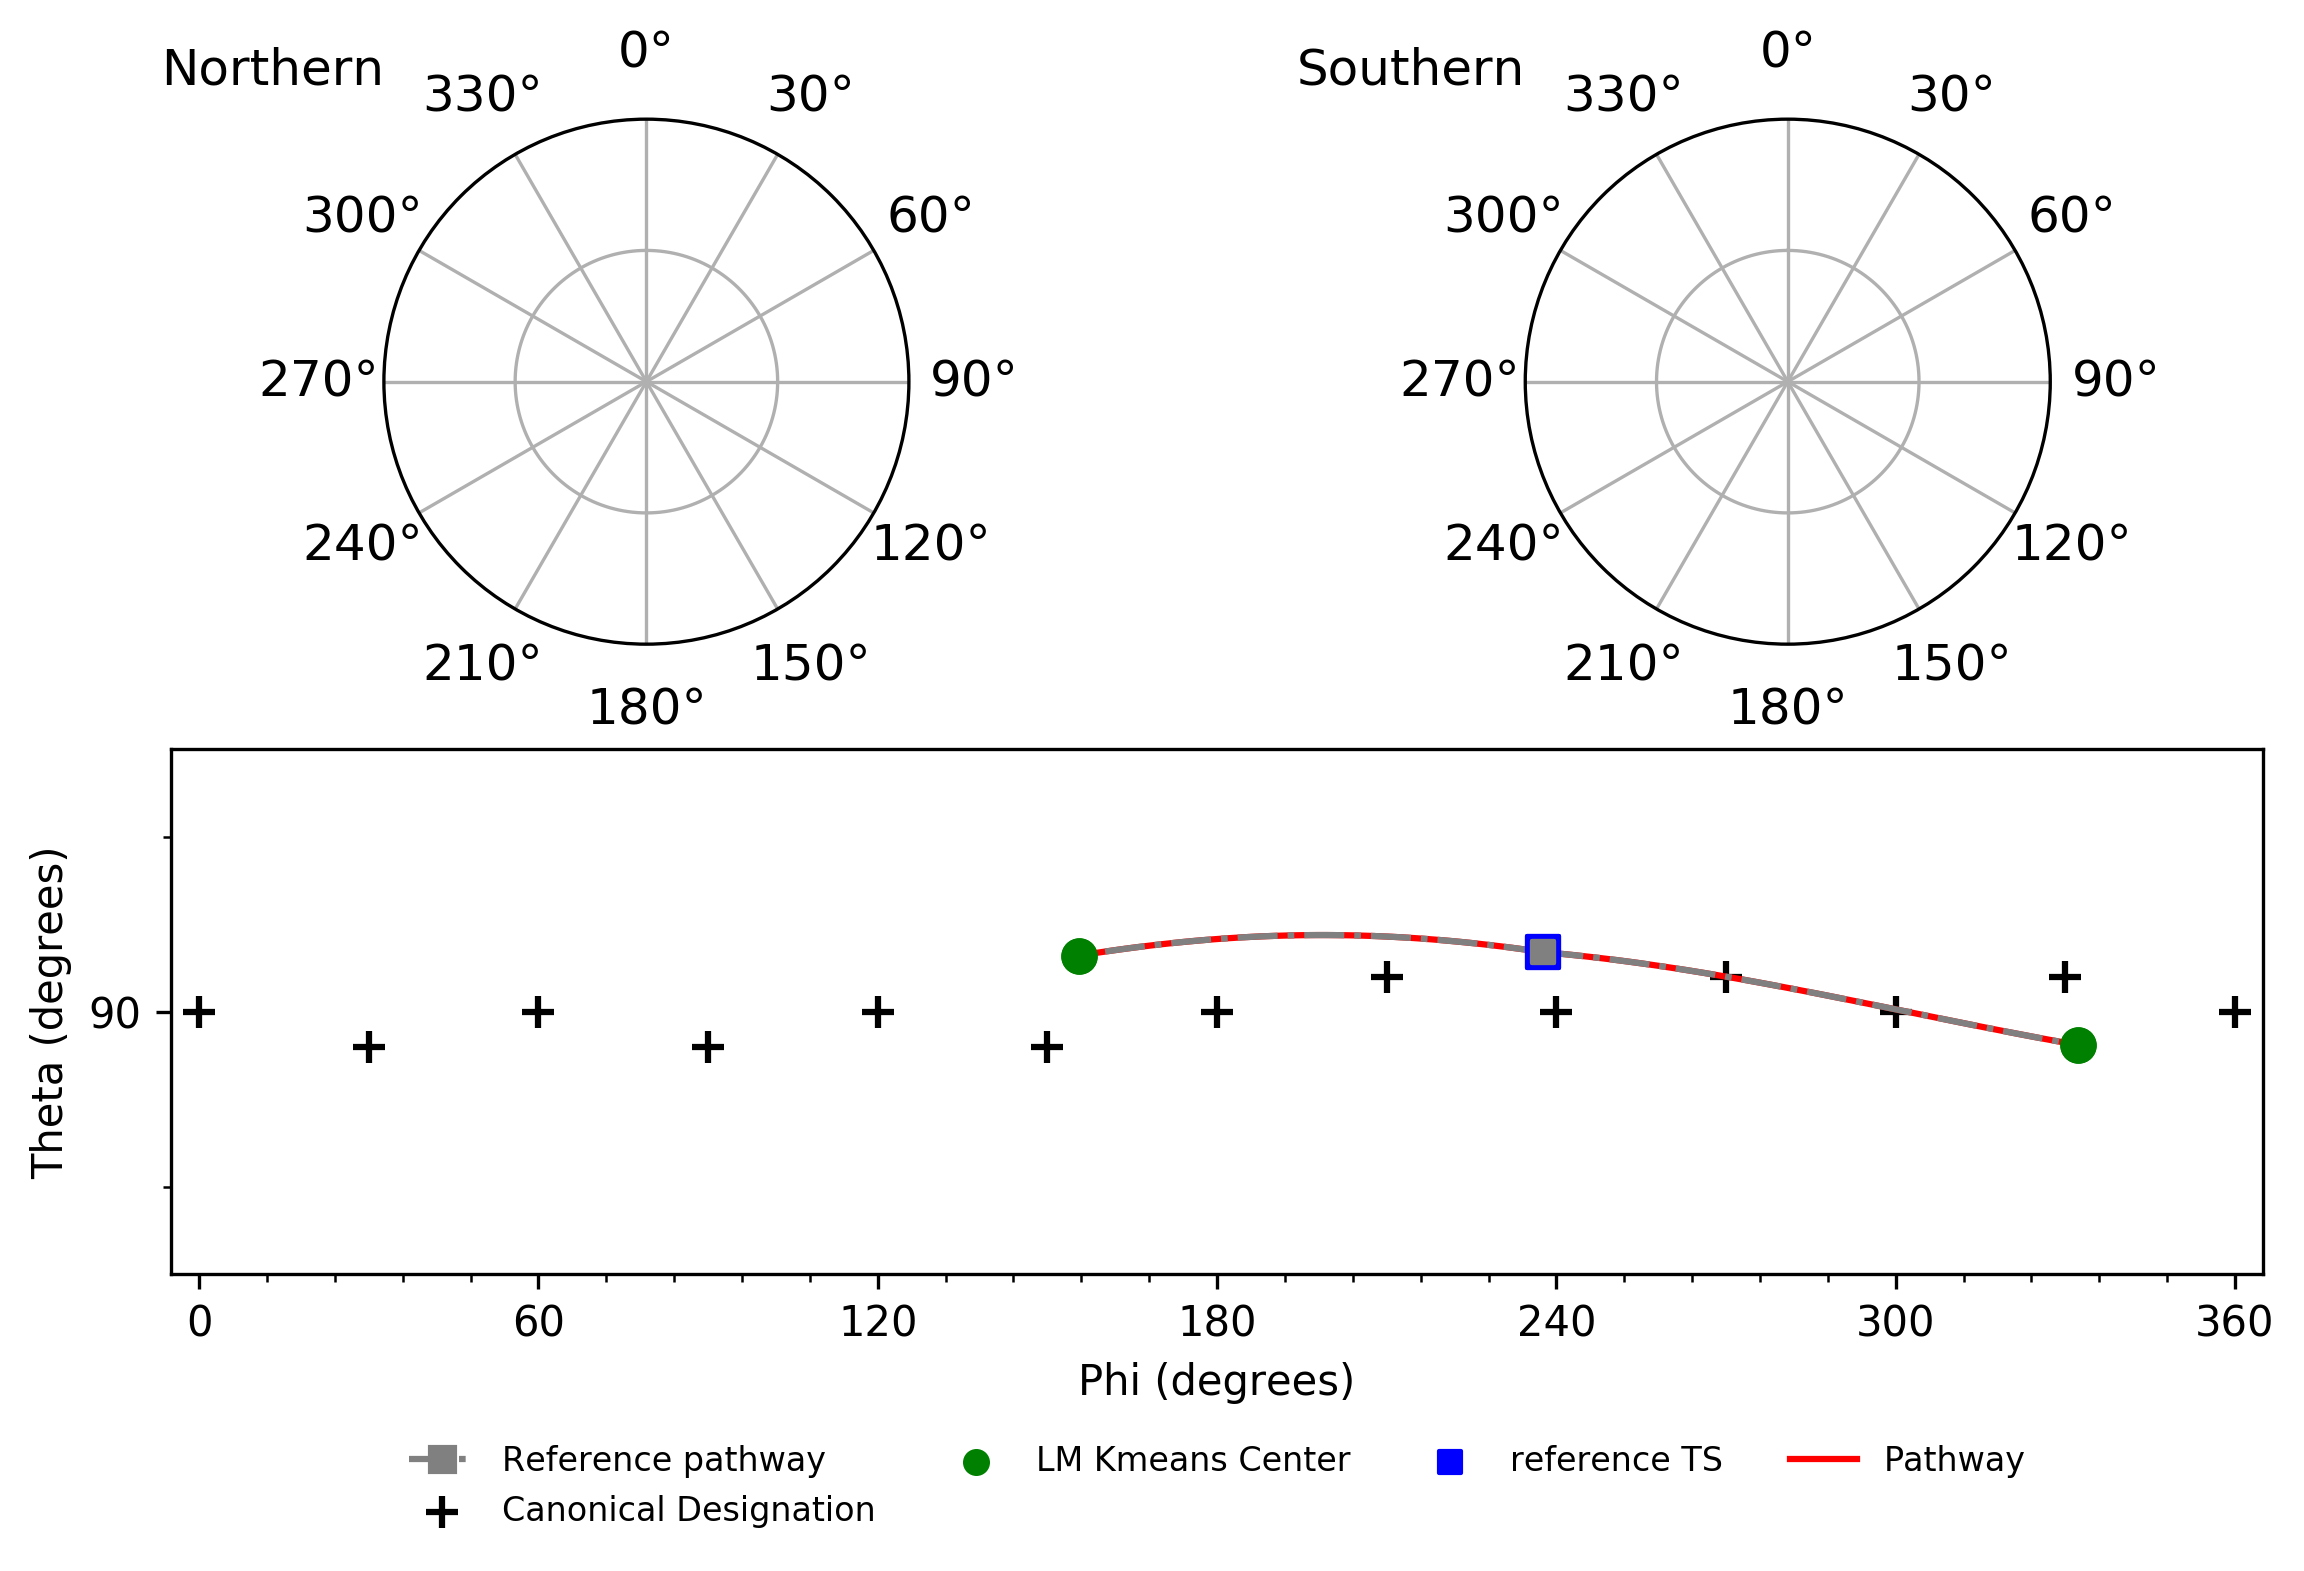 Northern
0°
330°
30°
300°
60°
270°
90°
240°
120°
210°
150°
180°
Southern
0°
330°
30°
300°
60°
270°
90°
240°
120°
210°
150°
180°
Theta (degrees)
90
0 60 120 180 240 300 360
Phi (degrees)
Reference pathway
Canonical Designation
LM Kmeans Center
reference TS
Pathway